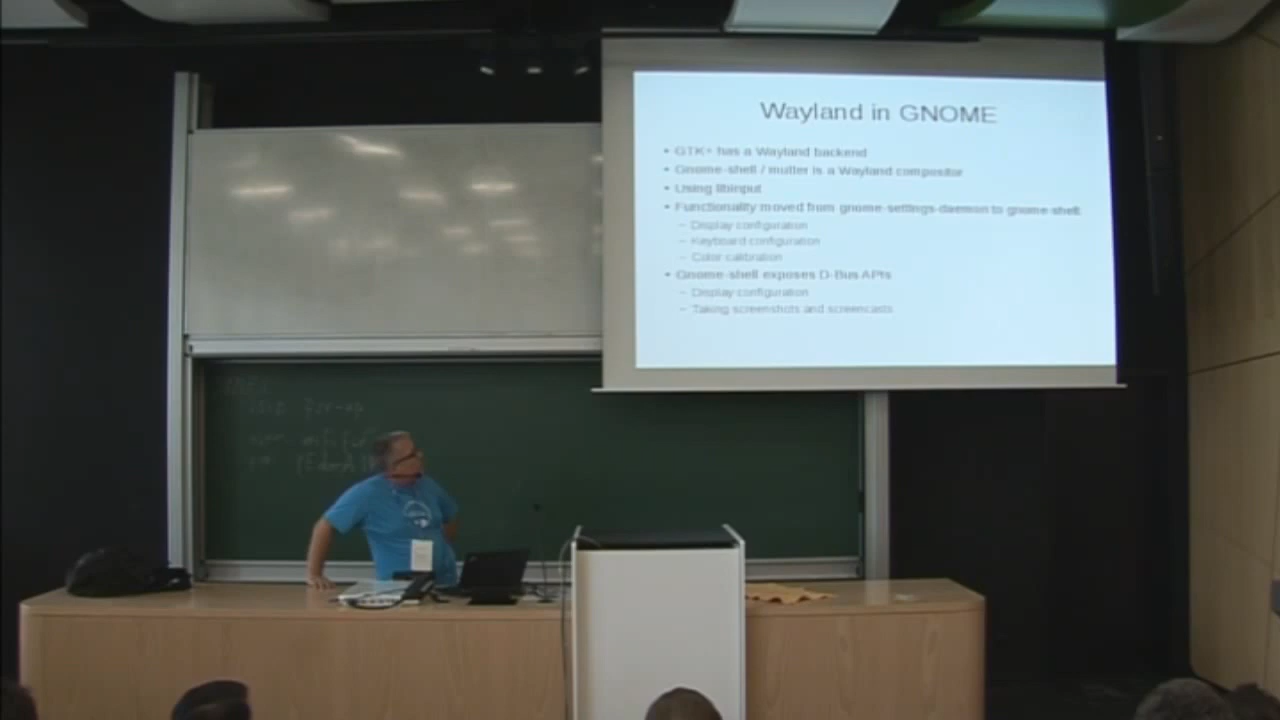 Wayland in GNOME
• GTK+ has a Wayland backend
• Gnome-shell / mutter is a Wayland compositor
• Using libinput
• Functionality moved from gnome-settings-daemon to gnome-shell
– Display configuration
– Keyboard configuration
– Color calibration
• Gnome-shell exposes D-Bus APIs
– Display configuration
– Taking screenshots and screencasts